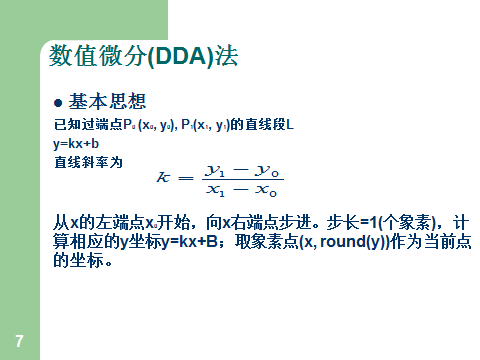 数值微分(DDA)法
基本思想
已知过端点P₀ (x₀, y₀), P₁(x₁, y₁)的直线段L
y=kx+b
直线斜率为
k = (y₁ − y₀) / (x₁ − x₀)
从x的左端点x₀开始，向x右端点步进。步长=1(个象素)，计
算相应的y坐标y=kx+B；取象素点(x, round(y))作为当前点
的坐标。
7